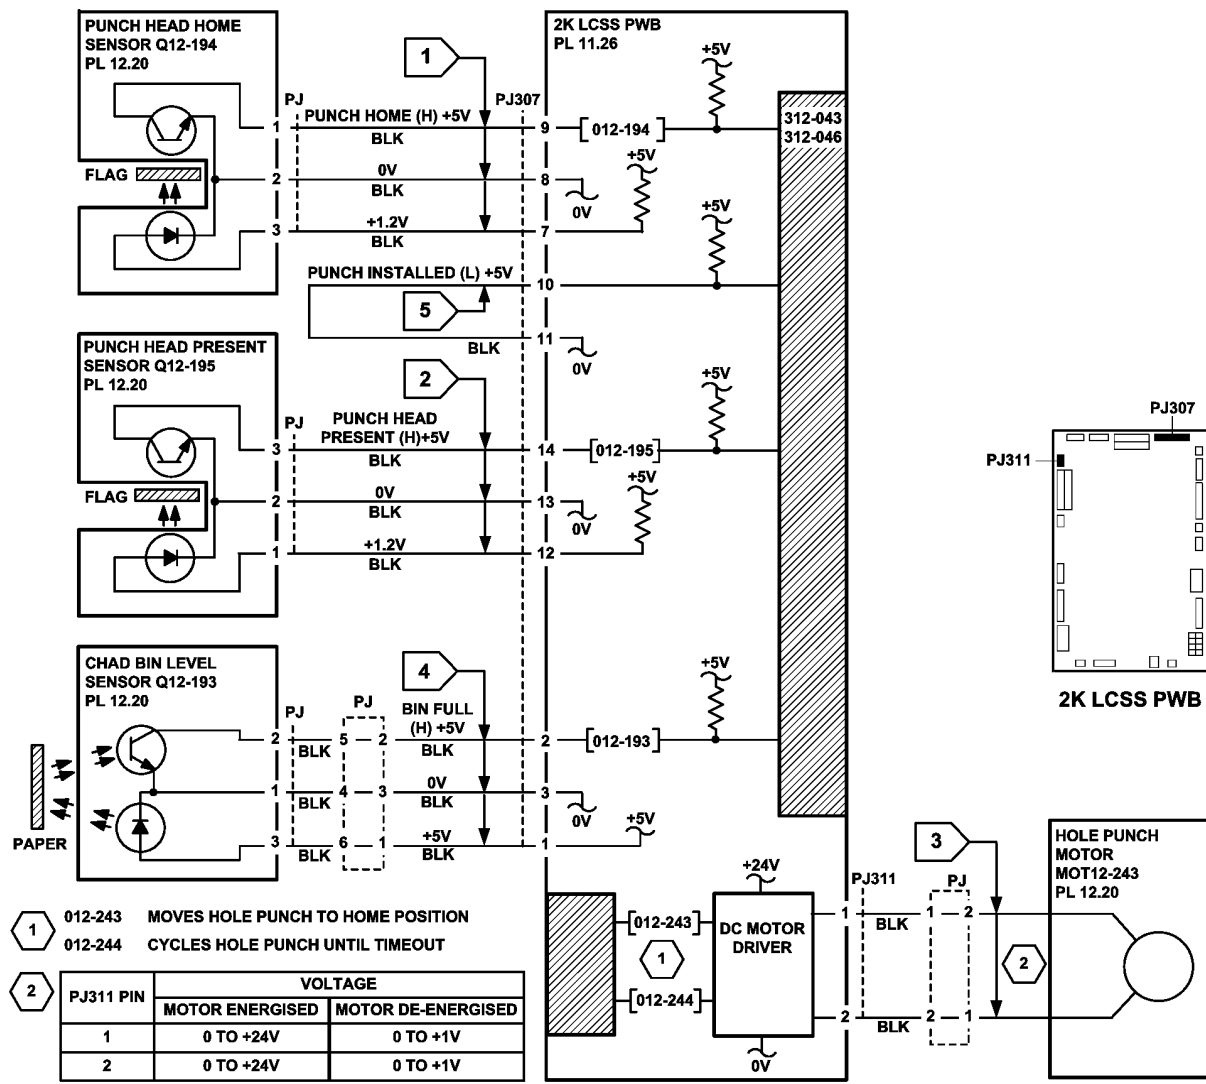 PUNCH HEAD HOME
SENSOR Q12-194
PL 12.20
FLAG
PJ
1
2
3
PUNCH HOME (H) +5V
BLK
0V
BLK
+1.2V
BLK
1
PJ307
2K LCSS PWB
PL 11.26
9
8
7
[012-194]
+5V
0V
+5V
312-043
312-046
PUNCH INSTALLED (L) +5V
5
BLK
10
11
0V
+5V
PUNCH HEAD PRESENT
SENSOR Q12-195
PL 12.20
FLAG
PJ
3
2
1
PUNCH HEAD
PRESENT (H)+5V
BLK
0V
BLK
+1.2V
BLK
2
14
13
12
[012-195]
+5V
0V
+5V
PJ307
PJ311
2K LCSS PWB
CHAD BIN LEVEL
SENSOR Q12-193
PL 12.20
PAPER
PJ
2
1
3
BLK
BLK
BLK
PJ
5 2
4 3
6 1
4
BIN FULL
(H) +5V
BLK
0V
BLK
+5V
BLK
2
3
1
[012-193]
+5V
0V
+5V
1
012-243 MOVES HOLE PUNCH TO HOME POSITION
012-244 CYCLES HOLE PUNCH UNTIL TIMEOUT
2
PJ311 PIN
VOLTAGE
MOTOR ENERGISED MOTOR DE-ENERGISED
1 0 TO +24V 0 TO +1V
2 0 TO +24V 0 TO +1V
[012-243]
1
[012-244]
+24V
DC MOTOR
DRIVER
0V
PJ311
1
2
BLK
BLK
PJ
1 2
2 1
3
2
HOLE PUNCH
MOTOR
MOT12-243
PL 12.20